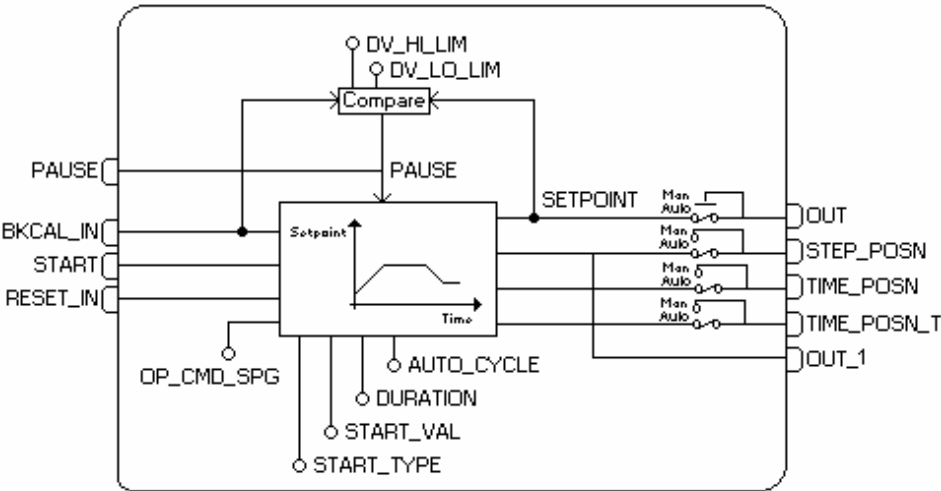 DV_HI_LIM
DV_LO_LIM
Compare
PAUSE
PAUSE
SETPOINT
Man
Auto
OUT
BKCAL_IN
Setpoint
Man
Auto
STEP_POSN
START
Man
Auto
TIME_POSN
RESET_IN
Time
Man
Auto
TIME_POSN_T
OUT_1
AUTO_CYCLE
OP_CMD_SPG
DURATION
START_VAL
START_TYPE